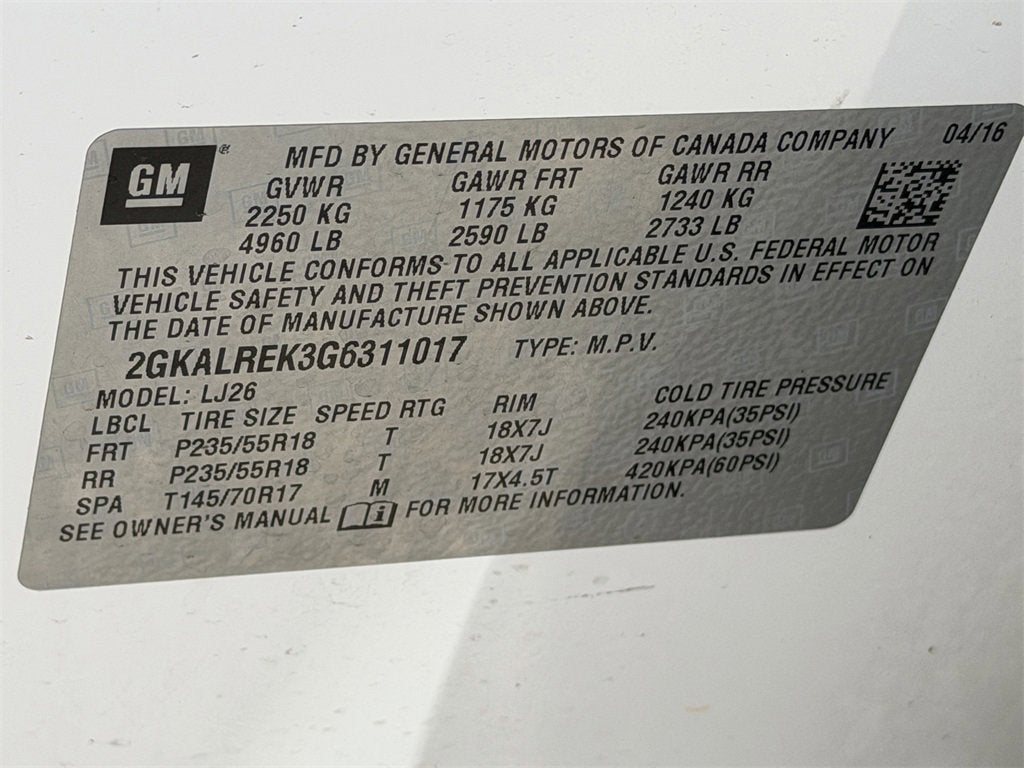 GM ® MFD BY GENERAL MOTORS OF CANADA COMPANY 04/16
GVWR GAWR FRT GAWR RR
2250 KG 1175 KG 1240 KG
4960 LB 2590 LB 2733 LB
THIS VEHICLE CONFORMS TO ALL APPLICABLE U.S. FEDERAL MOTOR
VEHICLE SAFETY AND THEFT PREVENTION STANDARDS IN EFFECT ON
THE DATE OF MANUFACTURE SHOWN ABOVE.
2GKALREK3G6311017 TYPE: M.P.V.
MODEL: LJ26
LBCL TIRE SIZE SPEED RTG RIM COLD TIRE PRESSURE
FRT P235/55R18 T 18X7J 240KPA(35PSI)
RR P235/55R18 T 18X7J 240KPA(35PSI)
SPA T145/70R17 M 17X4.5T 420KPA(60PSI)
SEE OWNER'S MANUAL i FOR MORE INFORMATION.